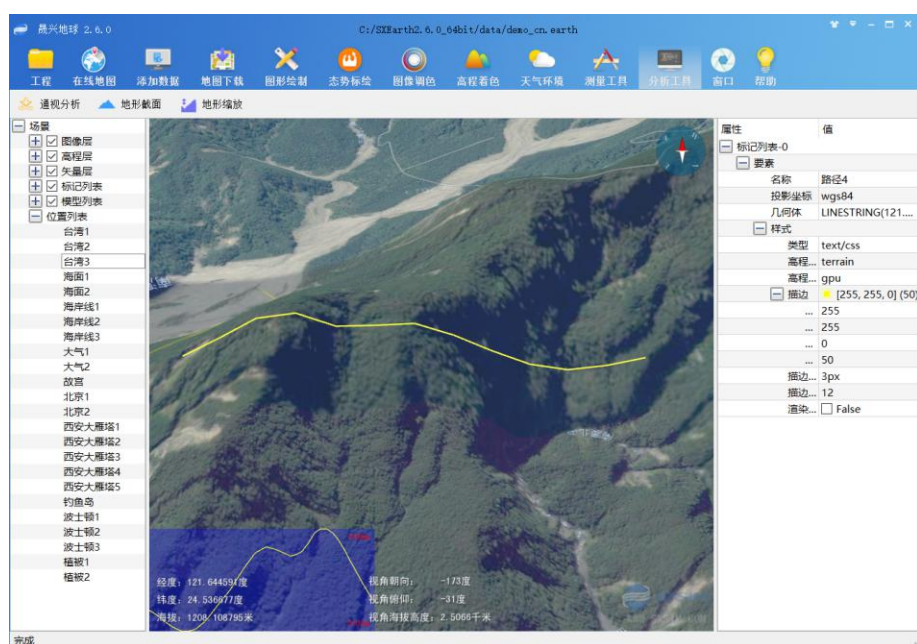 晟兴地球 2.6.0
C:/SXEarth2.6.0_64bit/data/demo_cn.earth
工程 在线地图 添加数据 地图下载 图形绘制 态势标绘 图像调色 高程着色 天气环境 测量工具 分析工具 窗口 帮助
通视分析 地形截面 地形缩放
场景
图像层
高程层
矢量层
标记列表
模型列表
位置列表
台湾1
台湾2
台湾3
海面1
海面2
海岸线1
海岸线2
海岸线3
大气1
大气2
故宫
北京1
北京2
西安大雁塔1
西安大雁塔2
西安大雁塔3
西安大雁塔4
西安大雁塔5
钓鱼岛
波士顿1
波士顿2
波士顿3
植被1
植被2
经度: 121.644591度 视角朝向: -173度
纬度: 24.536677度 视角俯仰: -31度
海拔: 1208.106795米 视角海拔高度: 2.5066千米
属性 值
标记列表-0
要素
名称 路径4
投影坐标 wgs84
几何体 LINESTRING(121....
样式
类型 text/css
高程... terrain
高程... gpu
描边 [255, 255, 0] (50)
... 255
... 255
... 0
... 50
描边... 3px
描边... 12
渲染... False
完成